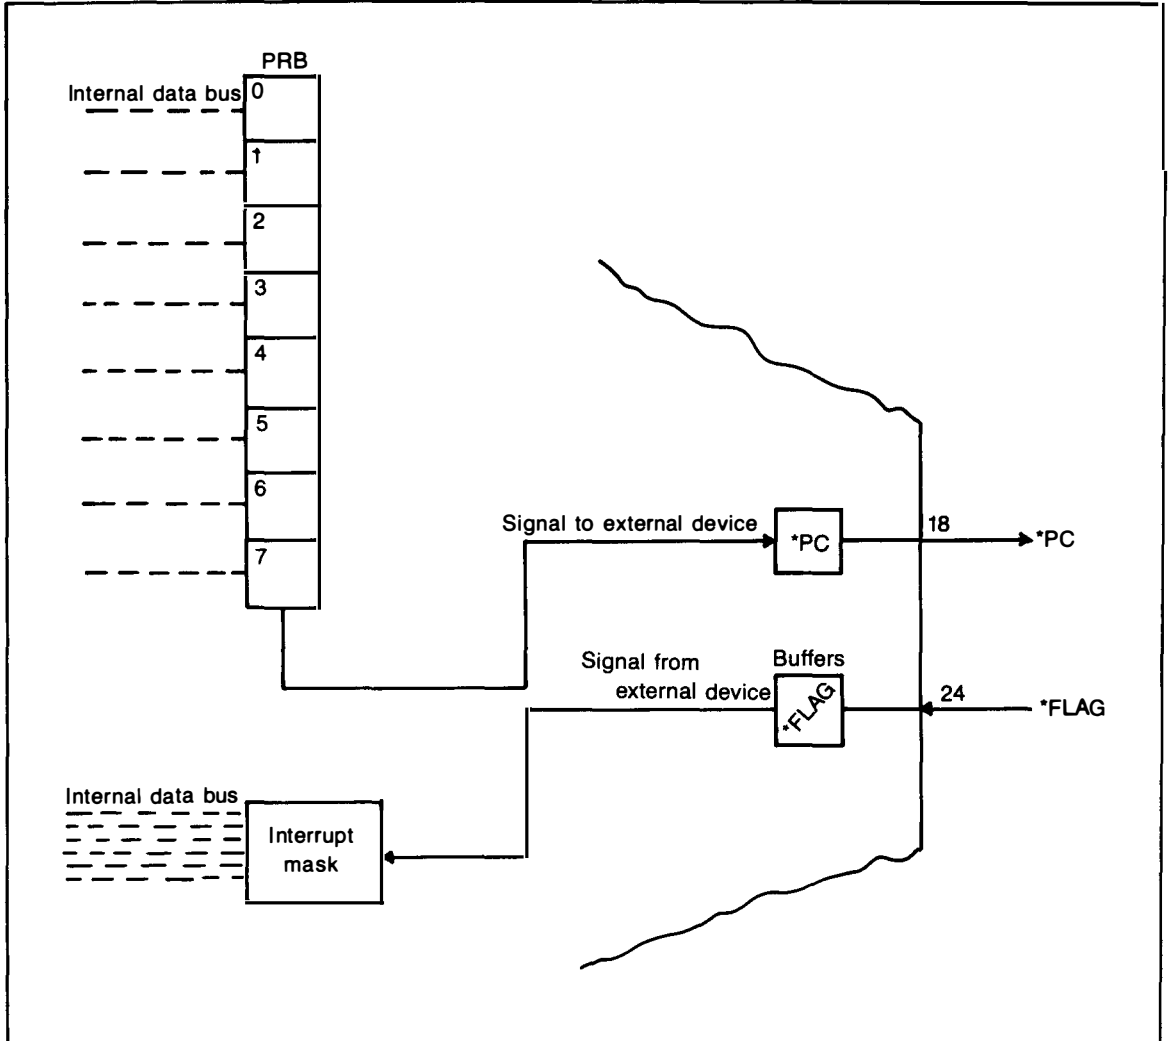 PRB
Internal data bus
0
1
2
3
4
5
6
7
Signal to external device
*PC
18
*PC
Signal from
external device
Buffers
*FLAG
24
*FLAG
Internal data bus
Interrupt
mask